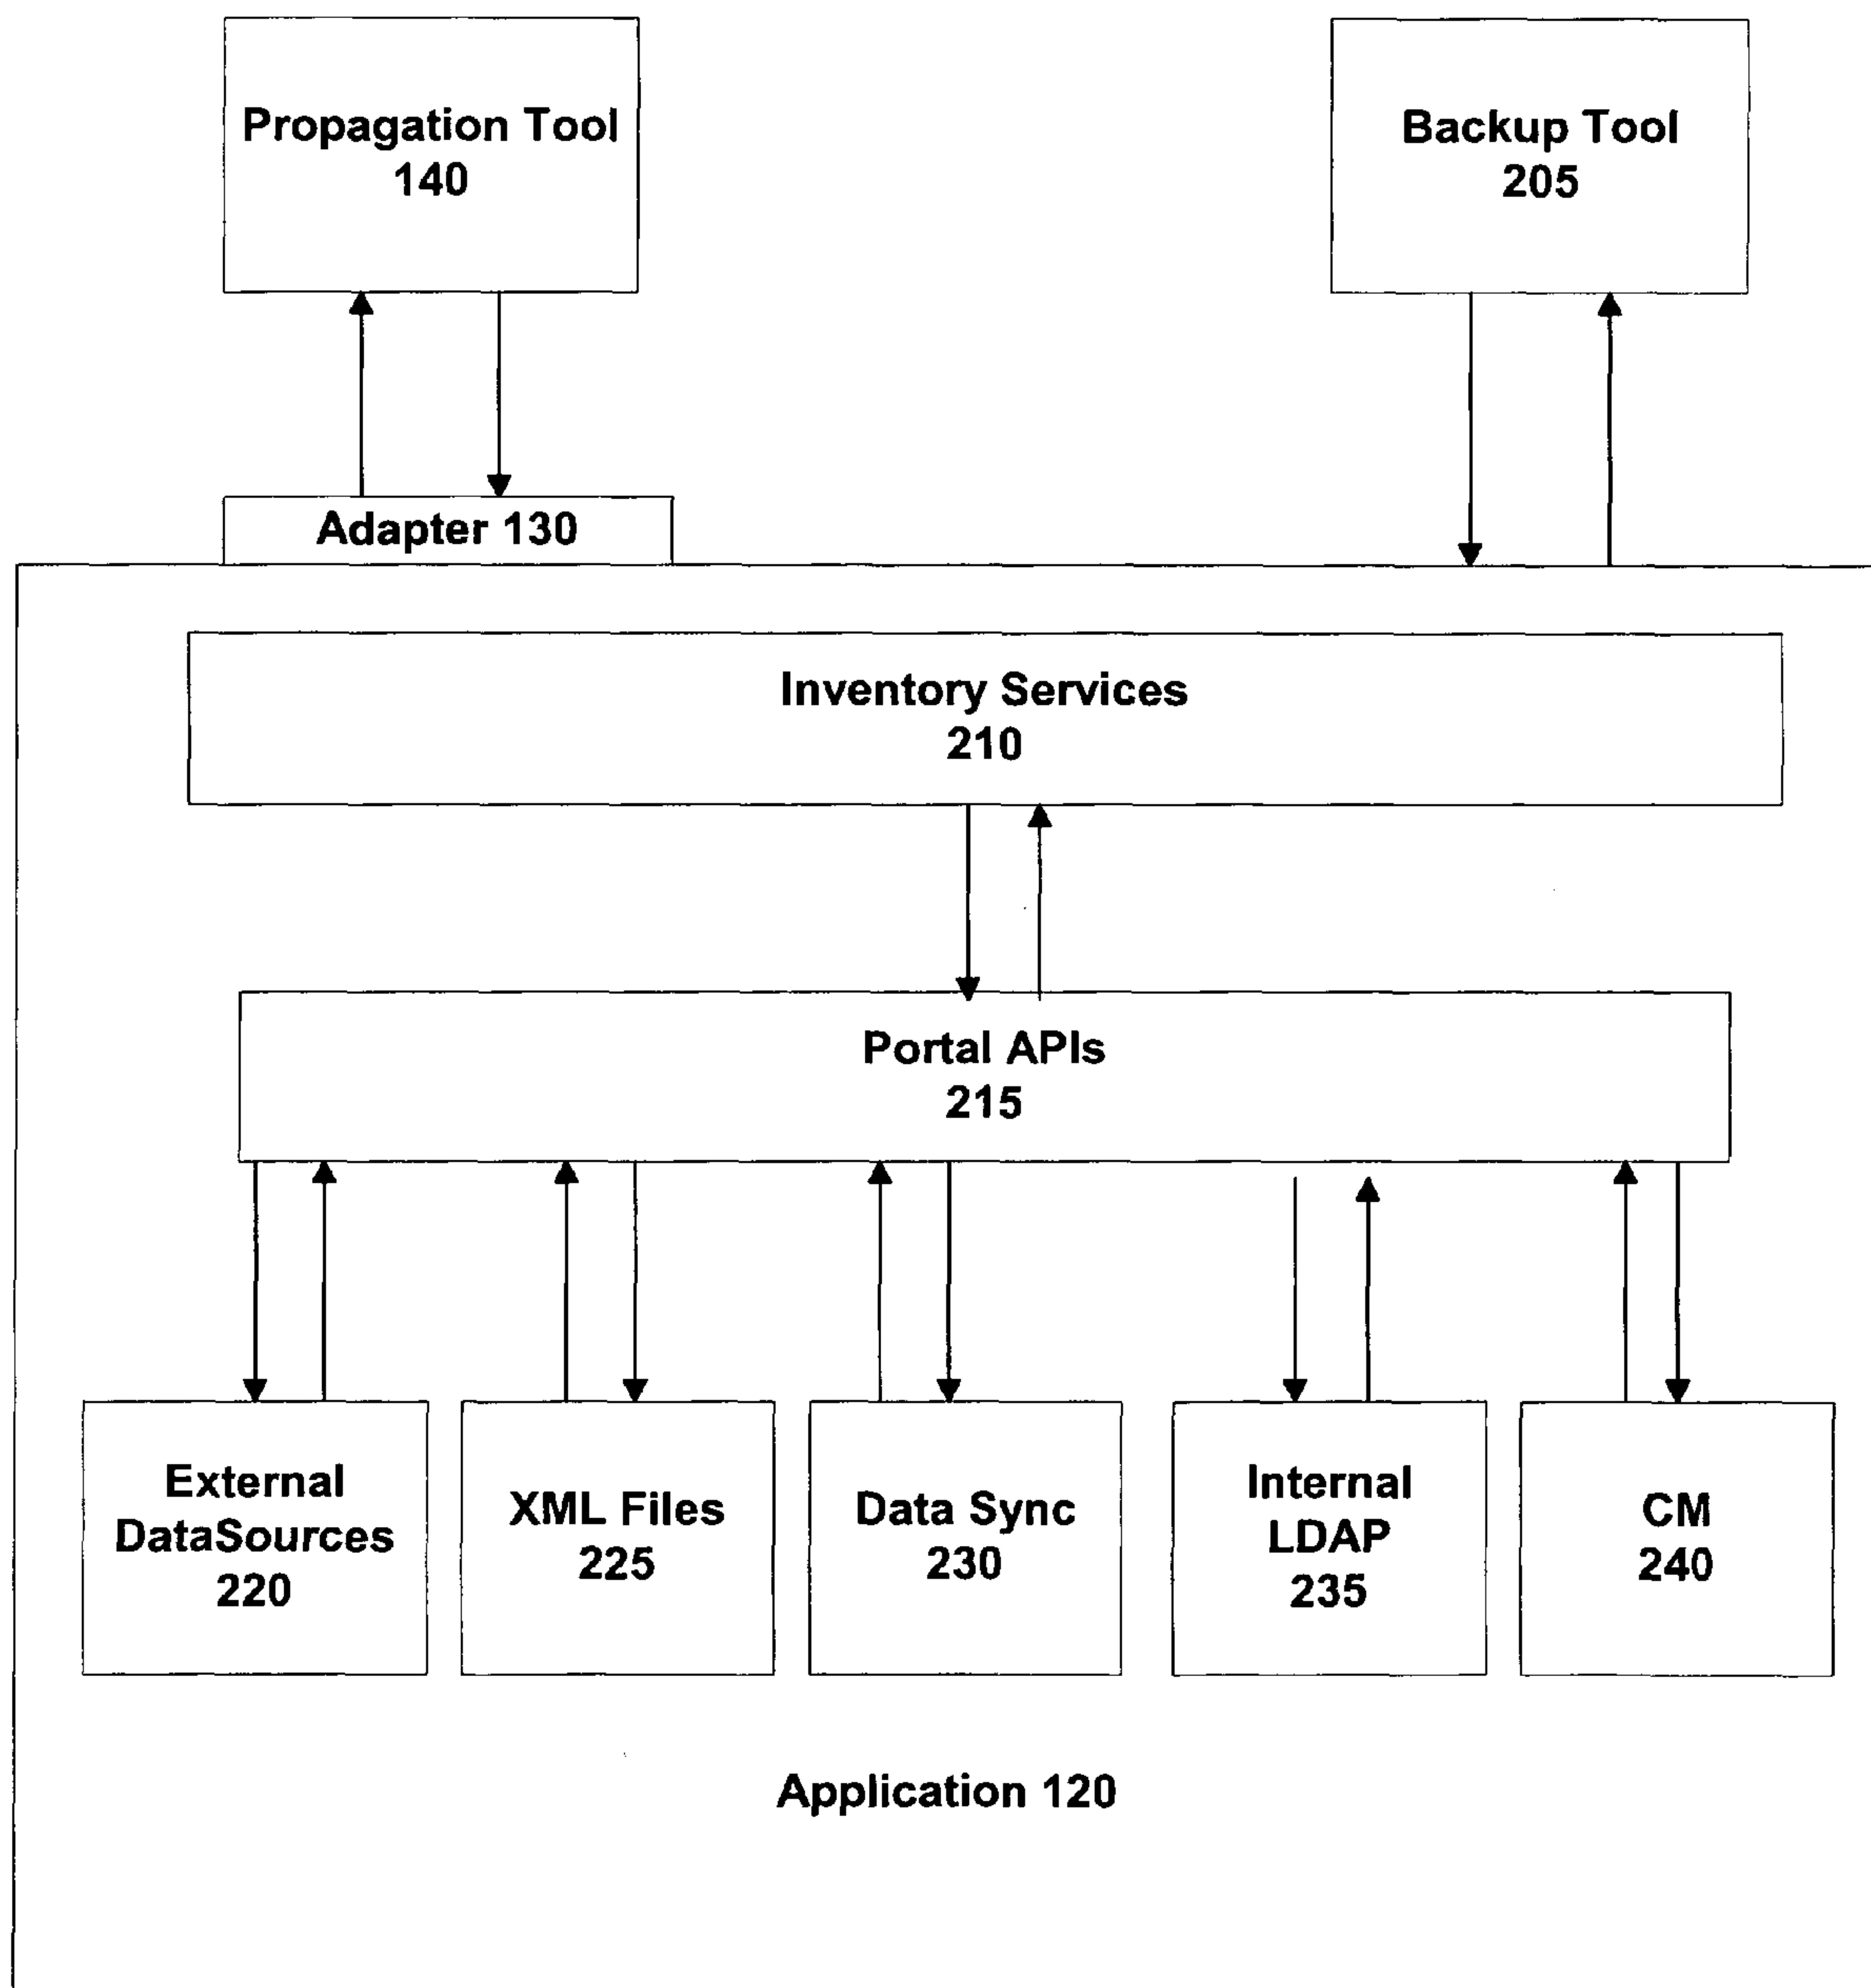 Propagation Tool
140
Backup Tool
205
Adapter 130
Inventory Services
210
Portal APIs
215
External
DataSources
220
XML Files
225
Data Sync
230
Internal
LDAP
235
CM
240
Application 120